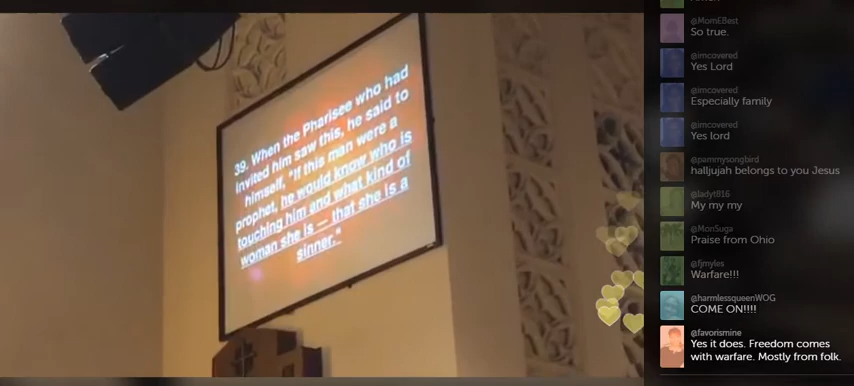 39. When the Pharisee who had
invited him saw this, he said to
himself, "If this man were a
prophet, he would know who is
touching him and what kind of
woman she is — that she is a
sinner."
@MomEBest
So true.
@imcovered
Yes Lord
@imcovered
Especially family
@imcovered
Yes lord
@pammysongbird
hallujah belongs to you Jesus
@ladyt816
My my my
@MonSuga
Praise from Ohio
@fjmyles
Warfare!!!
@harmlessqueenWOG
COME ON!!!!
@favorismine
Yes it does. Freedom comes
with warfare. Mostly from folk.